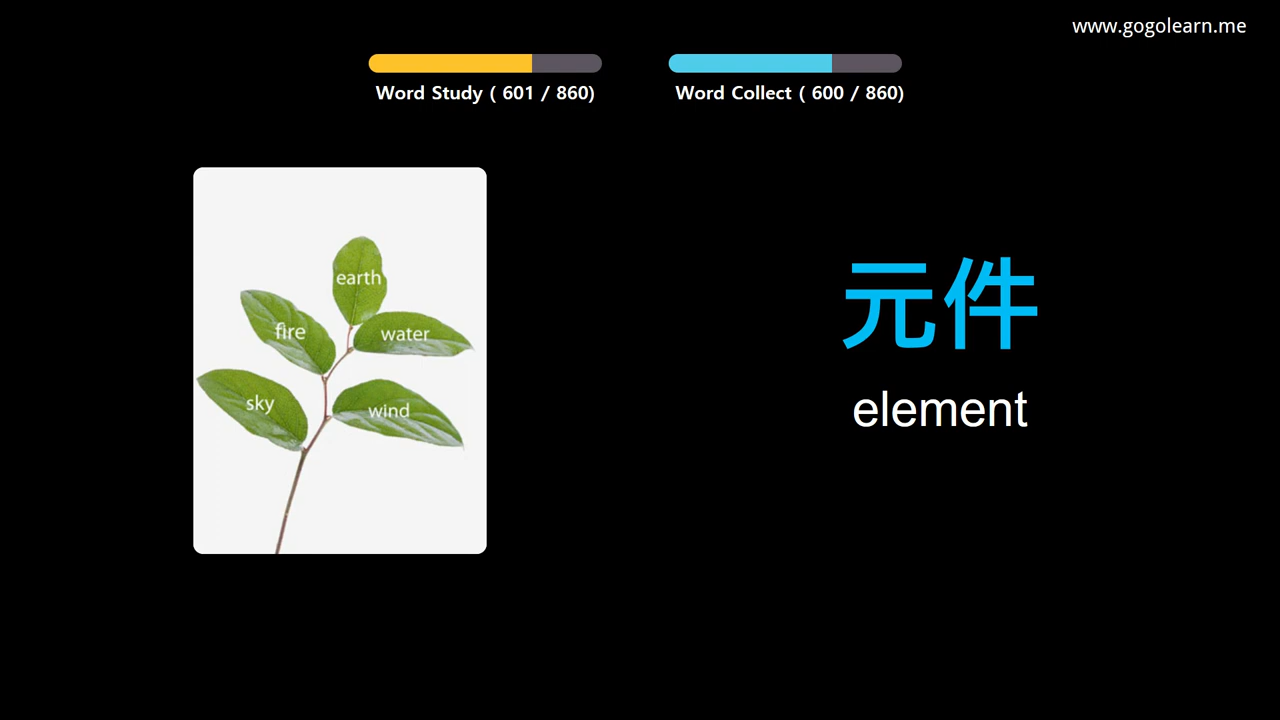 www.gogolearn.me
Word Study ( 601 / 860)
Word Collect ( 600 / 860)
earth
fire
water
sky
wind
元件
element